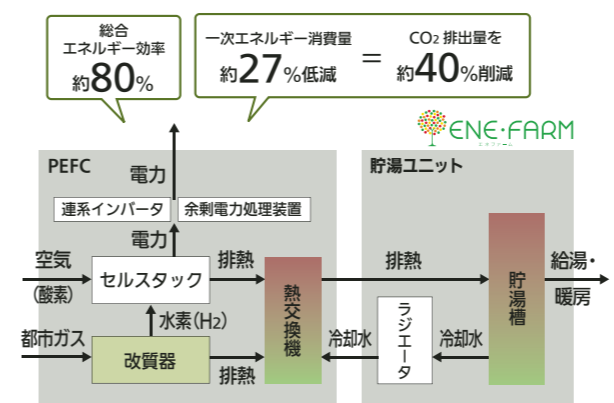 総合
エネルギー効率
約80%
一次エネルギー消費量
約27%低減
=
CO2 排出量を
約40%削減
ENE・FARM
エネファーム
PEFC
貯湯ユニット
電力
連系インバータ
余剰電力処理装置
電力
空気
(酸素)
セルスタック
排熱
排熱
給湯・
暖房
熱交換機
貯湯槽
水素(H2)
ラジエータ
冷却水
冷却水
都市ガス
改質器
排熱